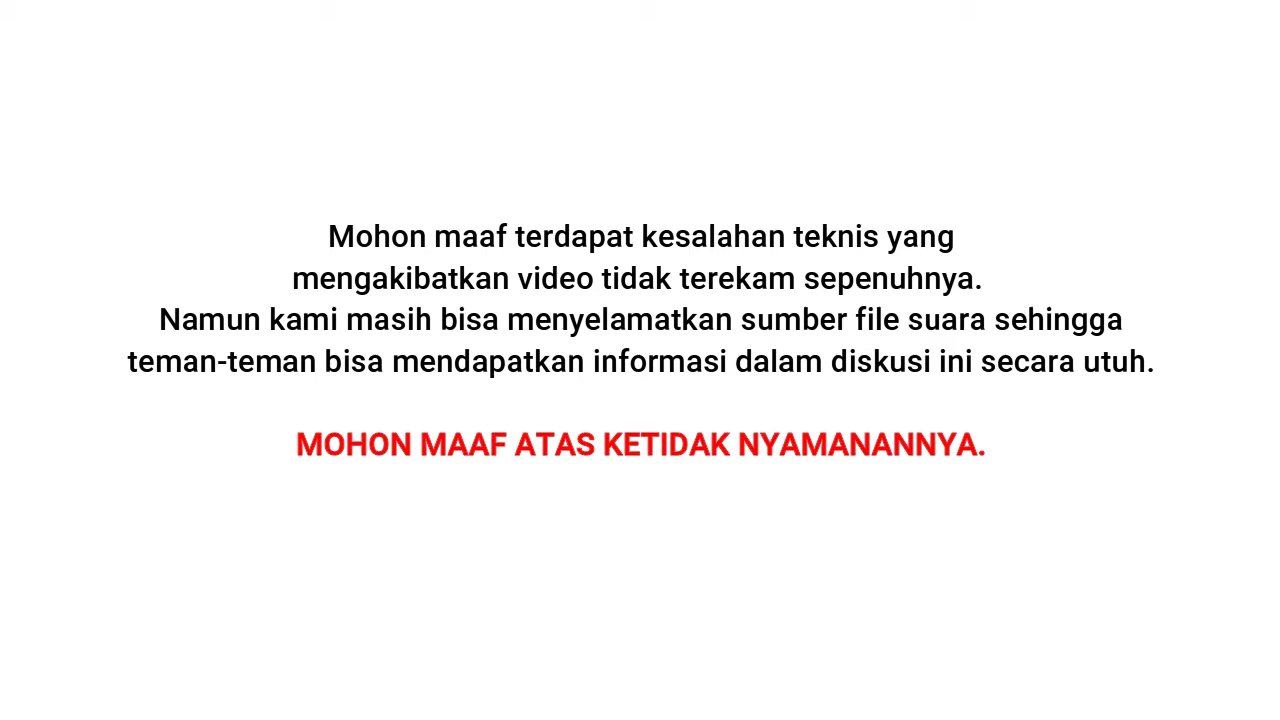 Mohon maaf terdapat kesalahan teknis yang
mengakibatkan video tidak terekam sepenuhnya.
Namun kami masih bisa menyelamatkan sumber file suara sehingga
teman-teman bisa mendapatkan informasi dalam diskusi ini secara utuh.
MOHON MAAF ATAS KETIDAK NYAMANANNYA.